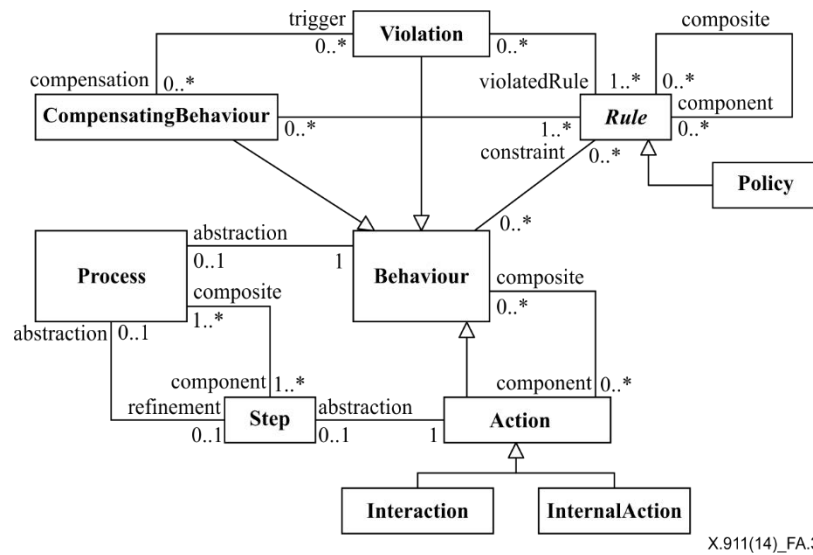 trigger
Violation
composite
0..*
0..*
compensation
0..*
violatedRule
1..*
0..*
CompensatingBehaviour
0..*
1..*
Rule
component
0..*
constraint
0..*
Policy
0..*
Process
abstraction
0..1
1
Behaviour
composite
0..*
composite
1..*
abstraction
0..1
component
1..*
component
0..*
refinement
0..1
Step
abstraction
0..1
1
Action
Interaction
InternalAction
X.911(14)_FA.3